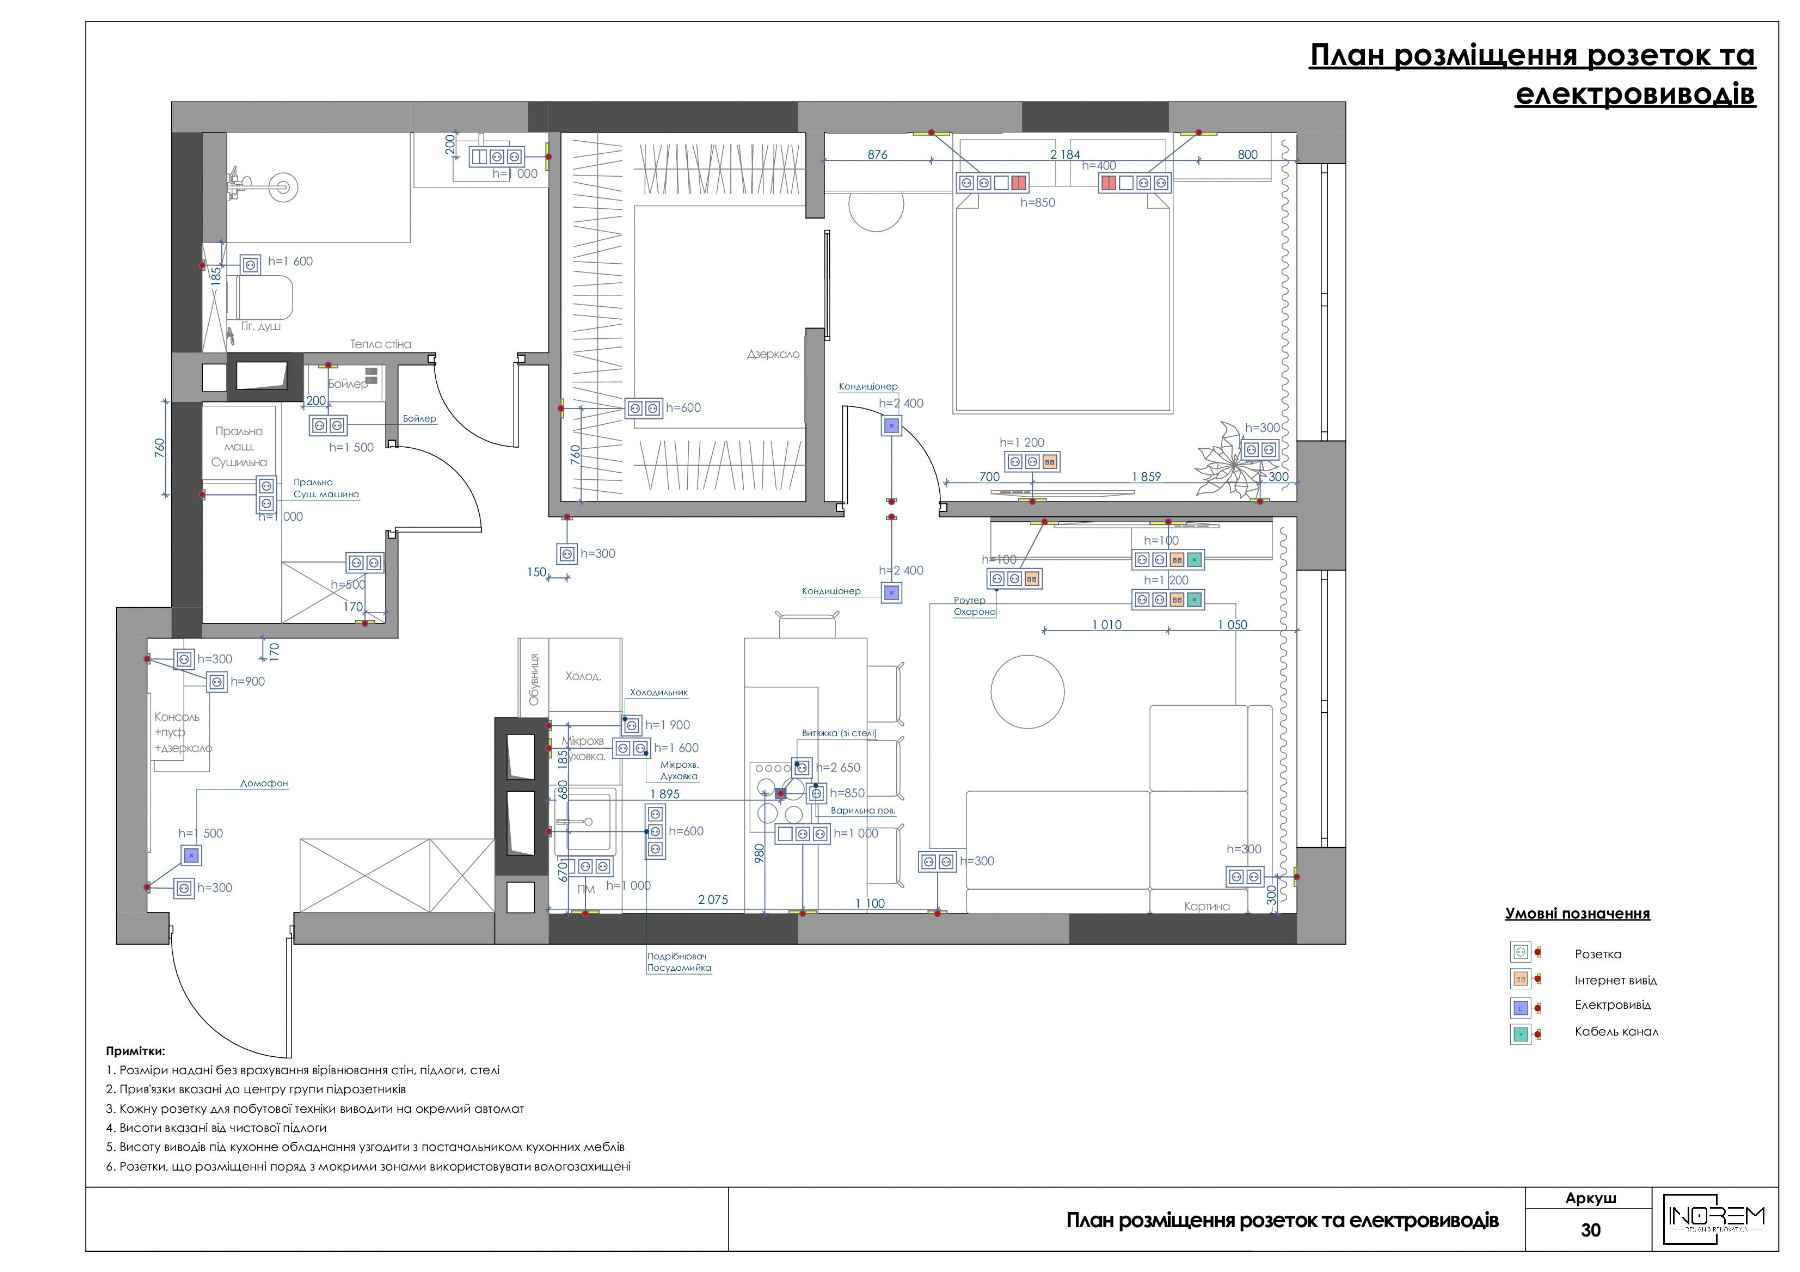 План розміщення розеток та
електровиводів
200
h=1 000
876
2 184
800
h=400
h=850
h=1 600
185
Гіг. душ
Тепла стіна
Дзеркало
Бойлер
200
Бойлер
h=1 500
760
Пральна
маш.
Сушильна
Пральна
Суш. машина
h=1 000
h=600
760
Кондиціонер
h=2 400
h=1 200
h=300
700
1 859
300
h=500
170
h=300
150
h=2 400
Кондиціонер
h=100
Роутер
Охорона
h=100
h=1 200
1 010
1 050
170
h=300
h=900
Консоль
+пуф
+дзеркало
Домофон
h=1 500
h=300
Обувниця
Холод.
Холодильник
h=1 900
h=1 600
Мікрохв
уховка.
185
Мікрохв.
Духовка
680
1 895
h=600
670
ПМ
h=1 000
Витяжка (зі стелі)
h=2 650
h=850
Варильна пов.
h=1 000
980
2 075
1 100
h=300
h=300
300
Картина
Подрібнювач
Посудомийка
Умовні позначення
Розетка
Інтернет вивід
Електровивід
Кабель канал
Примітки:
1. Розміри надані без врахування вірівнювання стін, підлоги, стелі
2. Прив'язки вказані до центру групи підрозетників
3. Кожну розетку для побутової техніки виводити на окремий автомат
4. Висоти вказані від чистової підлоги
5. Висоту виводів під кухонне обладнання узгодити з постачальником кухонних меблів
6. Розетки, що розміщенні поряд з мокрими зонами використовувати вологозахищені
План розміщення розеток та електровиводів
Аркуш
30
INOREM